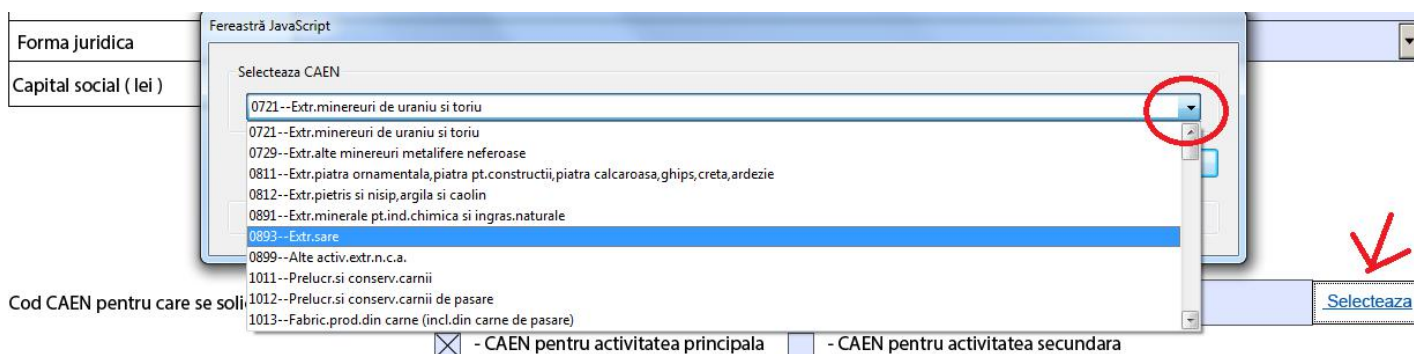 Fereastră JavaScript
Forma juridica
Selecteaza CAEN
Capital social ( lei )
0721--Extr.minereuri de uraniu si toriu
0721--Extr.minereuri de uraniu si toriu
0729--Extr.alte minereuri metalifere neferoase
0811--Extr.piatra ornamentala,piatra pt.constructii,piatra calcaroasa,ghips,creta,ardezie
0812--Extr.pietris si nisip,argila si caolin
0891--Extr.minerale pt.ind.chimica si ingras.naturale
0893--Extr.sare
0899--Alte activ.extr.n.c.a.
1011--Prelucr.si conserv.carnii
1012--Prelucr.si conserv.carnii de pasare
1013--Fabric.prod.din carne (incl.din carne de pasare)
Cod CAEN pentru care se
Selecteaza
- CAEN pentru activitatea principala
- CAEN pentru activitatea secundara